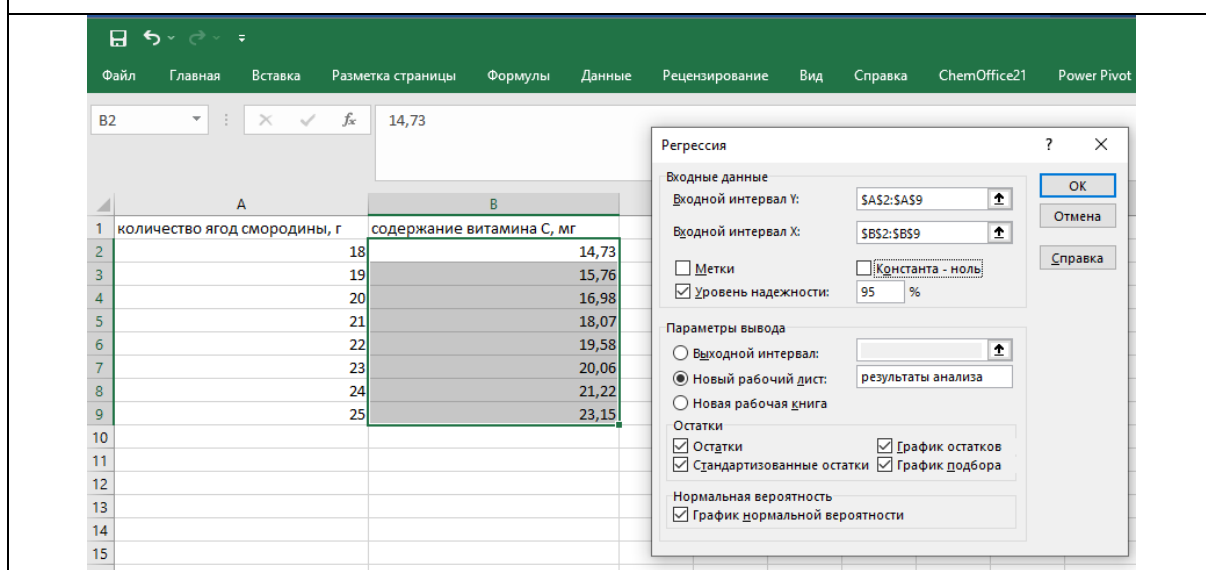 Файл Главная Вставка Разметка страницы Формулы Данные Рецензирование Вид Справка ChemOffice21 Power Pivot
B2 fx 14,73
A B
1 количество ягод смородины, г содержание витамина С, мг
2 18 14,73
3 19 15,76
4 20 16,98
5 21 18,07
6 22 19,58
7 23 20,06
8 24 21,22
9 25 23,15
10
11
12
13
14
15
Регрессия ? ×
Входные данные
Входной интервал Y: $A$2:$A$9
Входной интервал X: $B$2:$B$9
Метки Константа - ноль
Уровень надежности: 95 %
Параметры вывода
Выходной интервал:
Новый рабочий лист: результаты анализа
Новая рабочая книга
Остатки
Остатки График остатков
Стандартизованные остатки График подбора
Нормальная вероятность
График нормальной вероятности
ОК
Отмена
Справка